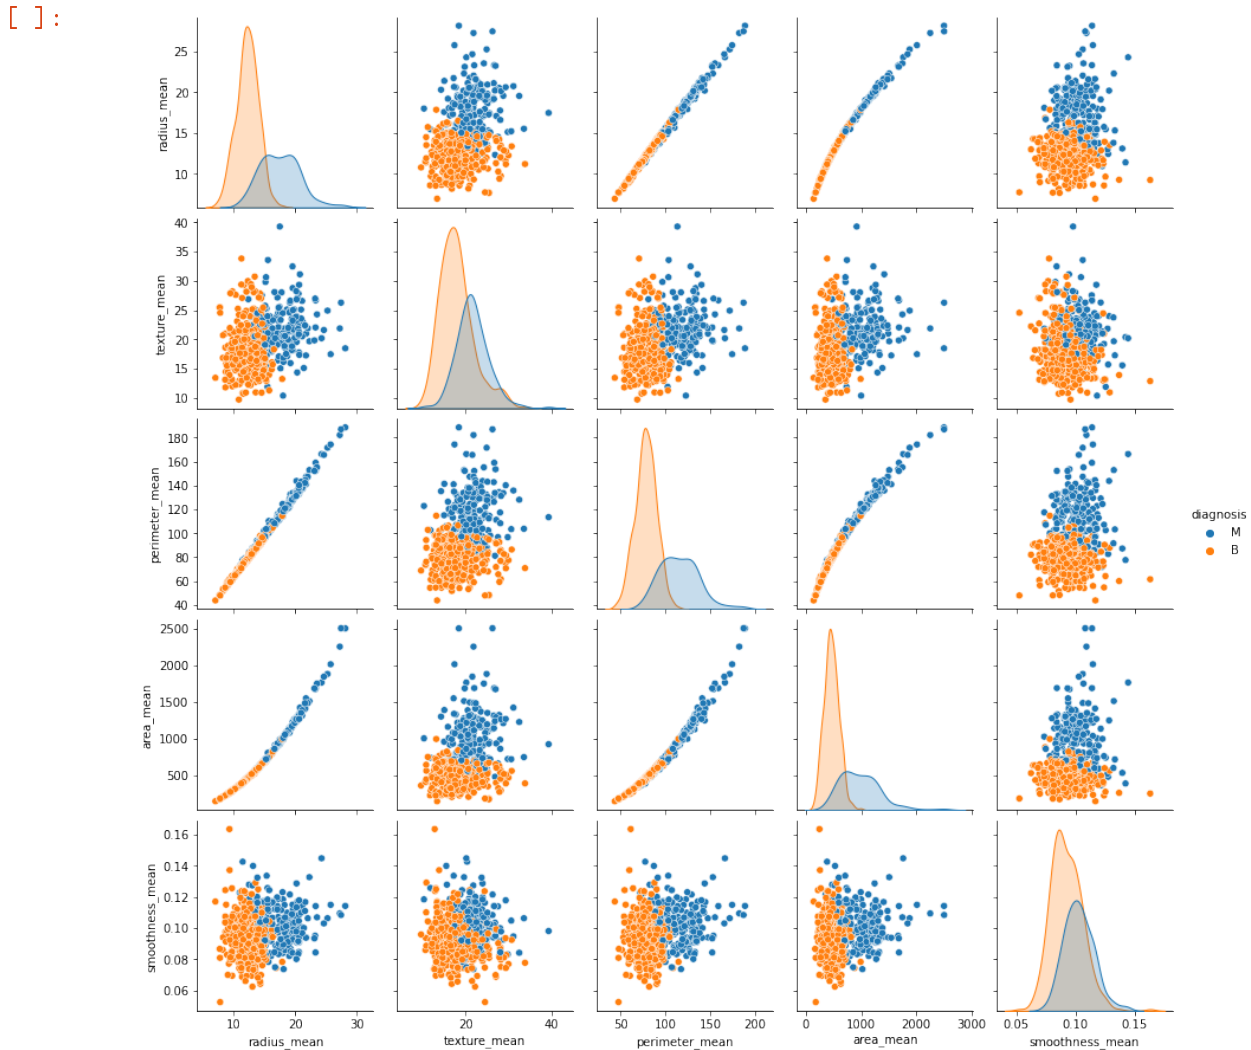 [ ]:
radius_mean
25
20
15
10
texture_mean
40
35
30
25
20
15
10
perimeter_mean
180
160
140
120
100
80
60
40
diagnosis
M
B
area_mean
2500
2000
1500
1000
500
smoothness_mean
0.16
0.14
0.12
0.10
0.08
0.06
10 20 30
20 40
50 100 150 200
0 1000 2000 3000
0.05 0.10 0.15
radius_mean texture_mean perimeter_mean area_mean smoothness_mean